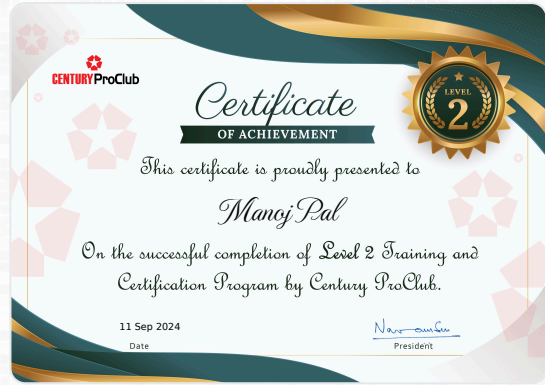 CENTURY ProClub
Certificate
OF ACHIEVEMENT
LEVEL
2
This certificate is proudly presented to
Manoj Pal
On the successful completion of Level 2 Training and
Certification Program by Century ProClub.
11 Sep 2024
Date
President